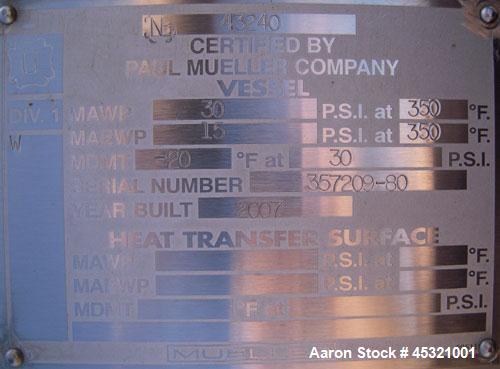 NB 43240
CERTIFIED BY
PAUL MUELLER COMPANY
VESSEL
U
DIV. 1
W
MAWP 30 P.S.I. at 350 °F.
MAEWP 15 P.S.I. at 350 °F.
MDMT -20 °F at 30 P.S.I.
SERIAL NUMBER 357209-80
YEAR BUILT 2007
HEAT TRANSFER SURFACE
MAWP P.S.I. at °F.
MAEWP P.S.I. at °F.
MDMT °F at P.S.I.
Aaron Stock # 45321001